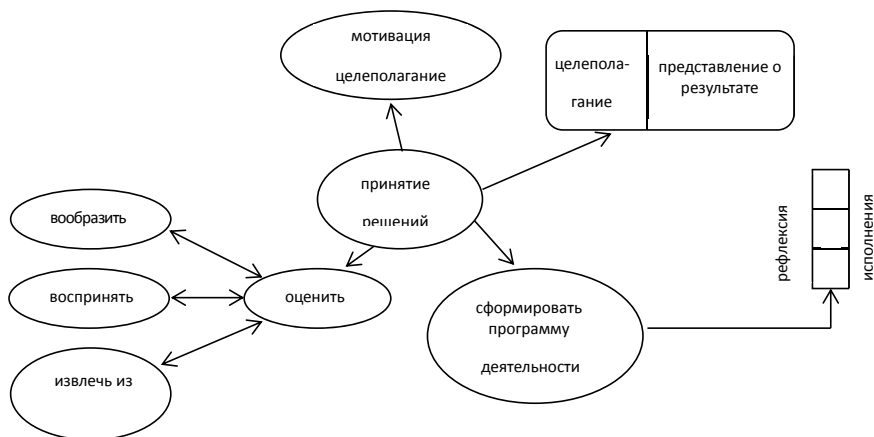 мотивация
целеполагание
целепола-
гание
представление о
результате
принятие
решений
вообразить
воспринять
оценить
извлечь из
сформировать
программу
деятельности
рефлексия
исполнения